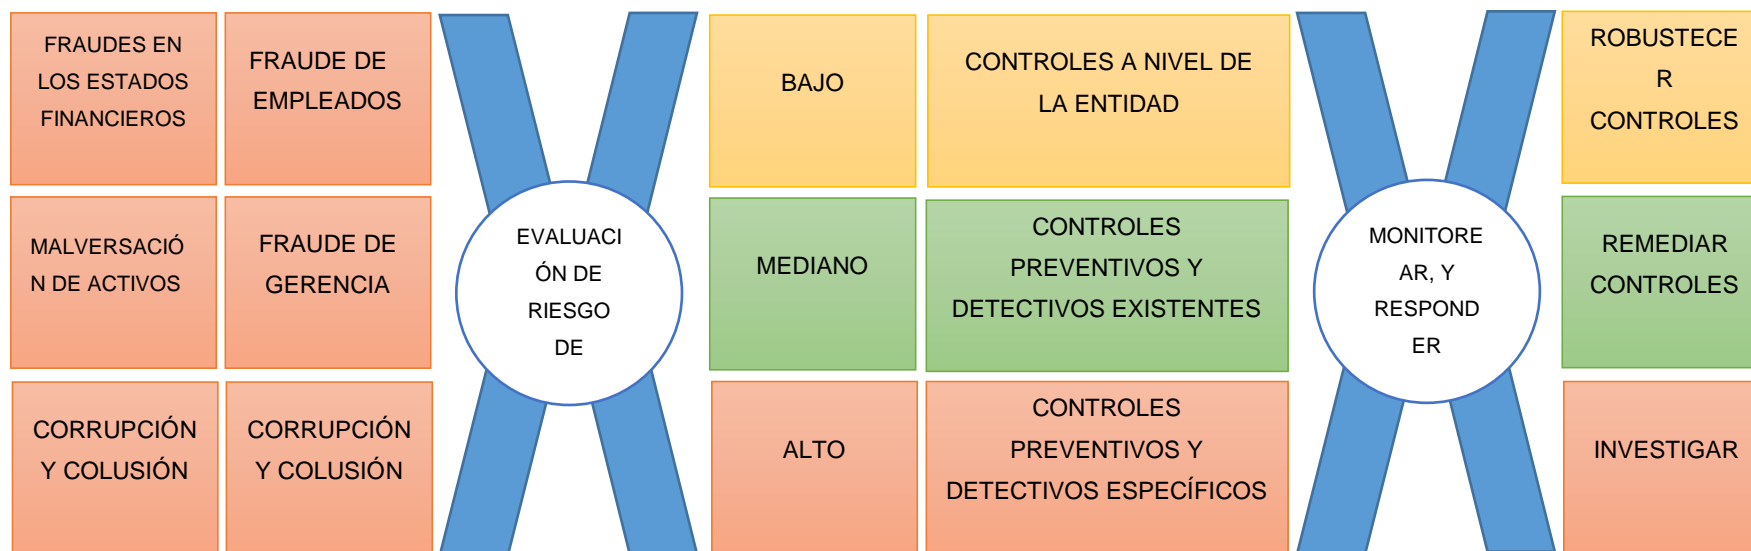 FRAUDES EN
LOS ESTADOS
FINANCIEROS
FRAUDE DE
EMPLEADOS
MALVERSACIÓ
N DE ACTIVOS
FRAUDE DE
GERENCIA
CORRUPCIÓN
Y COLUSIÓN
CORRUPCIÓN
Y COLUSIÓN
EVALUACI
ÓN DE
RIESGO
DE
BAJO
CONTROLES A NIVEL DE
LA ENTIDAD
MEDIANO
CONTROLES
PREVENTIVOS Y
DETECTIVOS EXISTENTES
ALTO
CONTROLES
PREVENTIVOS Y
DETECTIVOS ESPECÍFICOS
MONITORE
AR, Y
RESPOND
ER
ROBUSTECE
R
CONTROLES
REMEDIAR
CONTROLES
INVESTIGAR